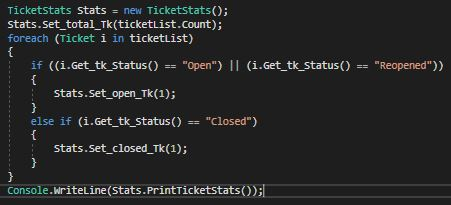 TicketStats Stats = new TicketStats();
Stats.Set_total_Tk(ticketList.Count);
foreach (Ticket i in ticketList)
{
    if ((i.Get_tk_Status() == "Open") || (i.Get_tk_Status() == "Reopened"))
    {
        Stats.Set_open_Tk(1);
    }
    else if (i.Get_tk_Status() == "Closed")
    {
        Stats.Set_closed_Tk(1);
    }
}
Console.WriteLine(Stats.PrintTicketStats());